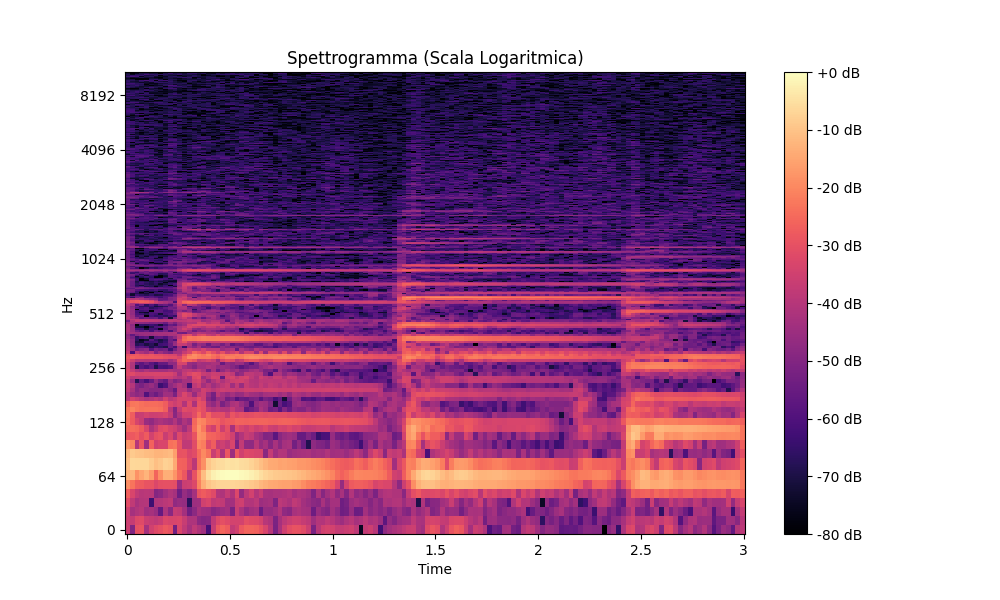 Spettrogramma (Scala Logaritmica)
Hz
8192
4096
2048
1024
512
256
128
64
0
0
0.5
1
1.5
2
2.5
3
Time
+0 dB
-10 dB
-20 dB
-30 dB
-40 dB
-50 dB
-60 dB
-70 dB
-80 dB